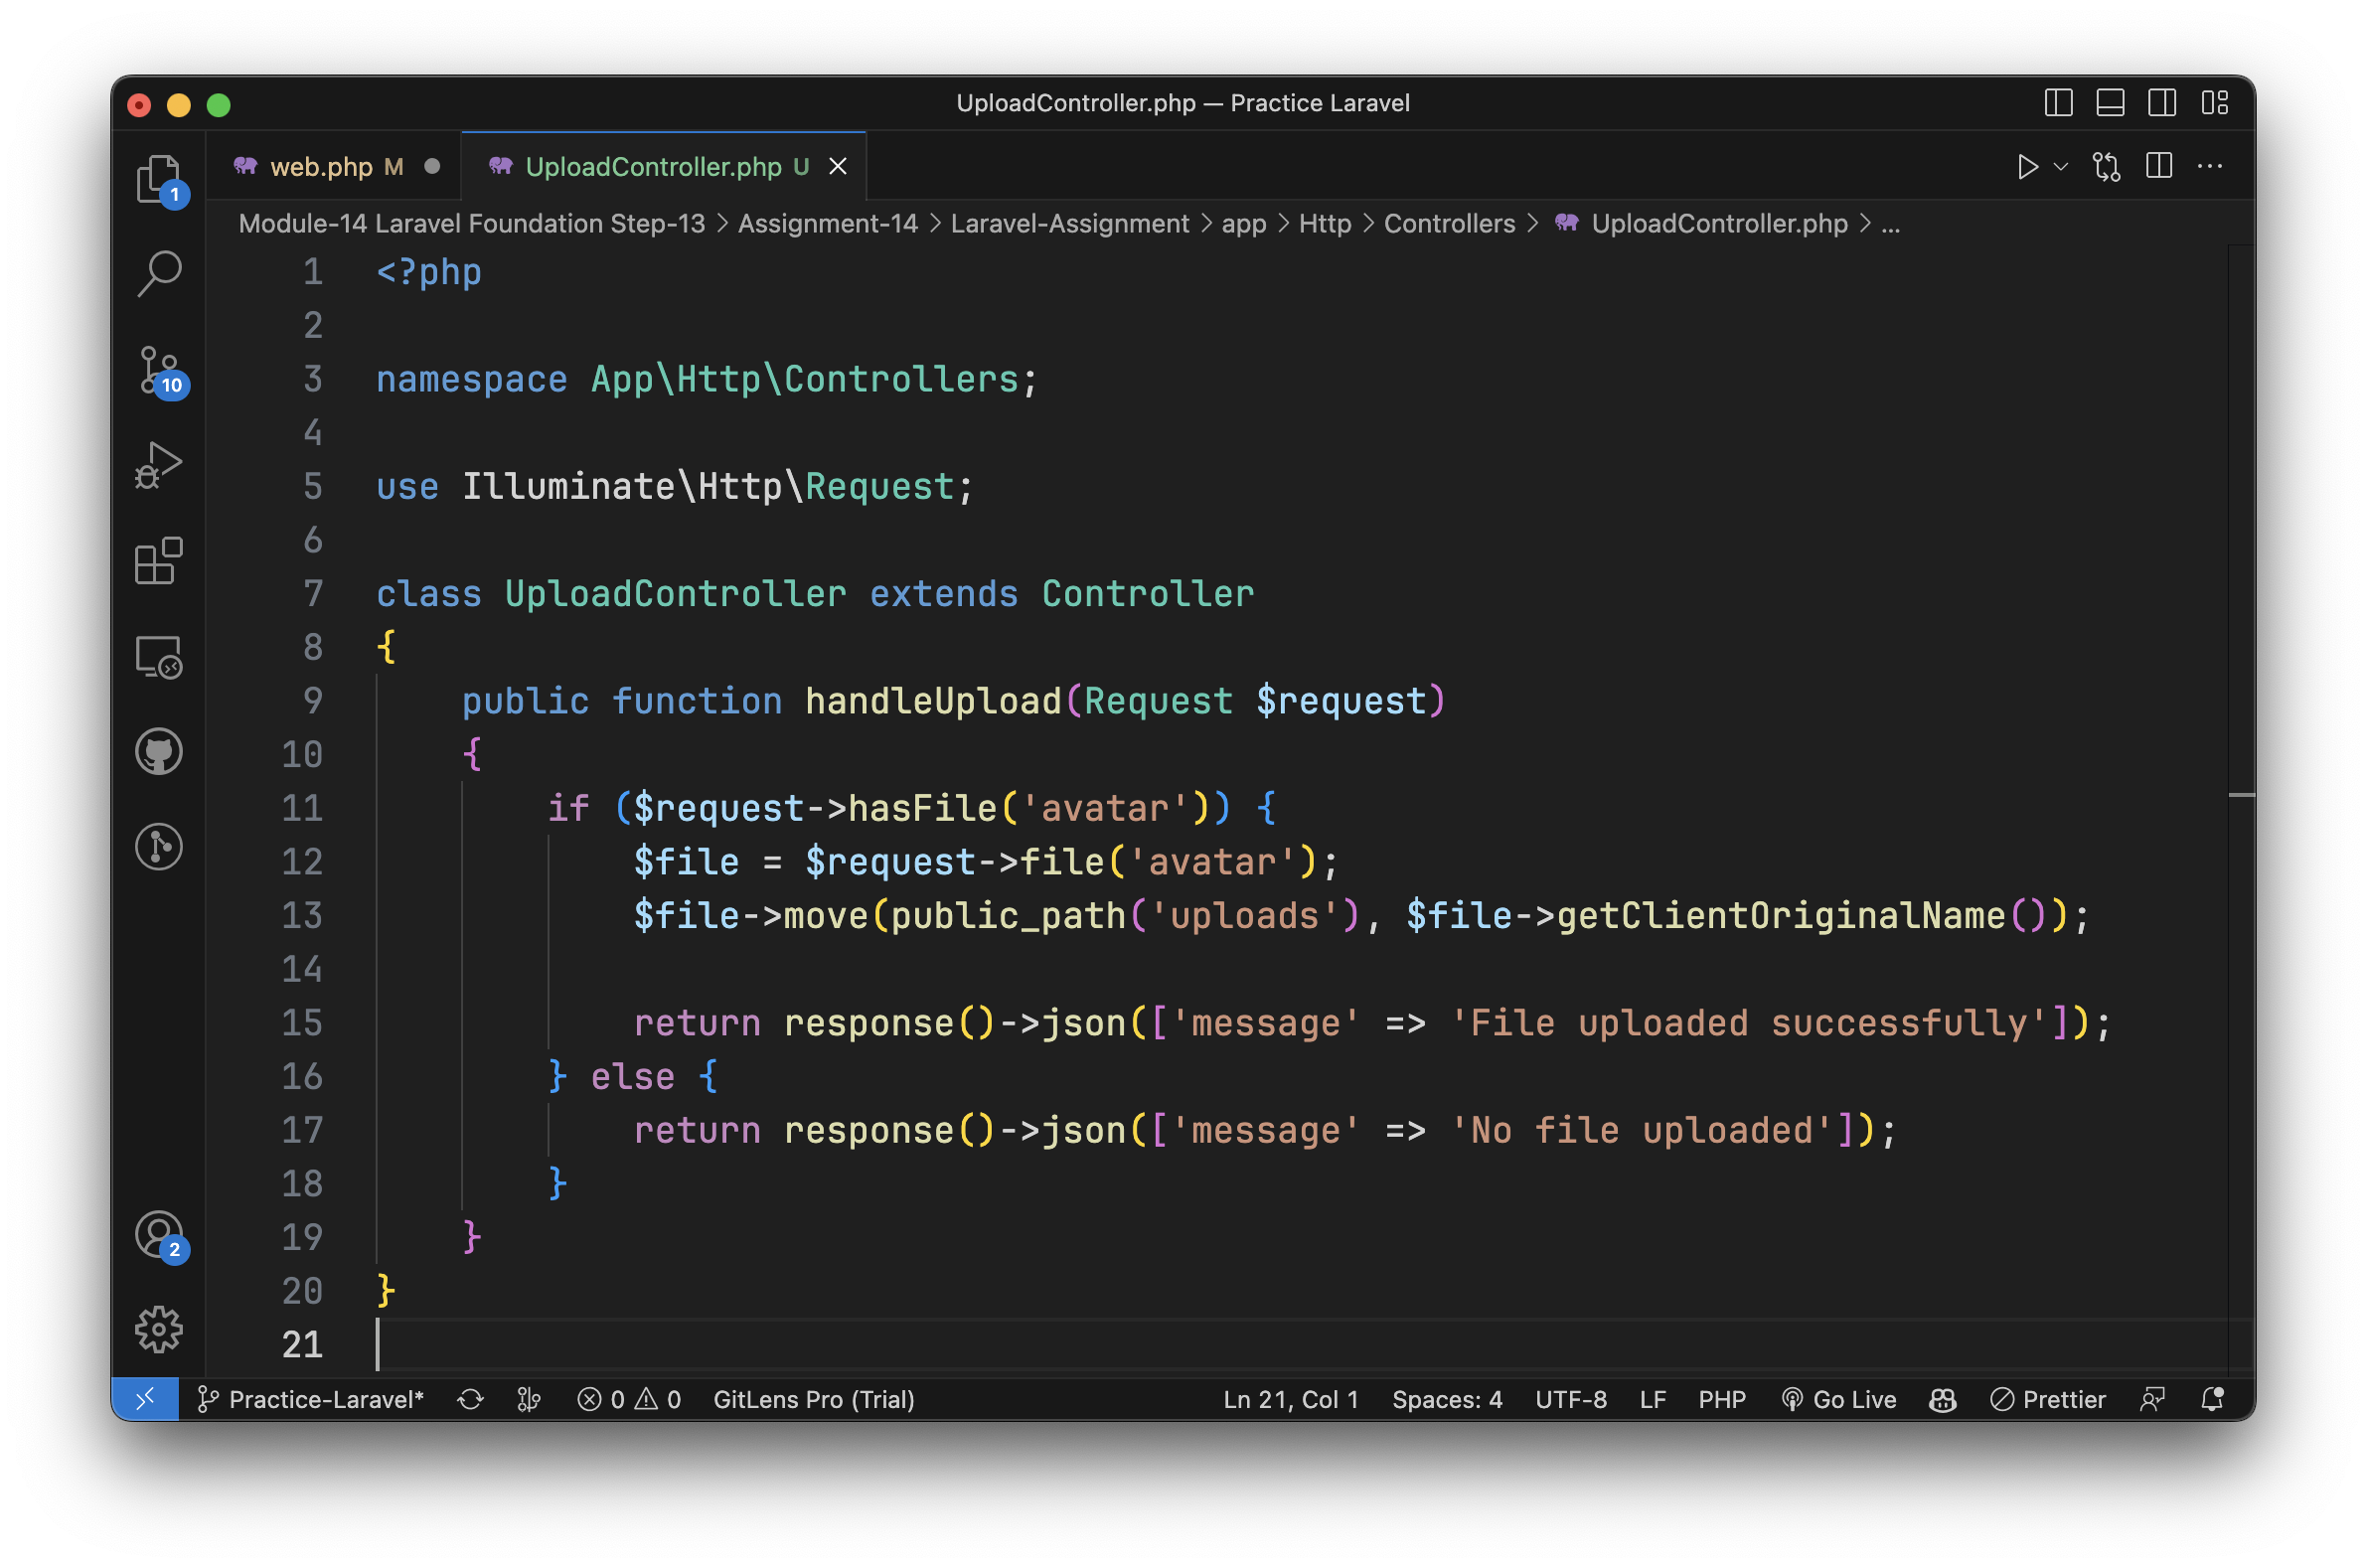 UploadController.php — Practice Laravel
web.php M
UploadController.php U
Module-14 Laravel Foundation Step-13 > Assignment-14 > Laravel-Assignment > app > Http > Controllers > UploadController.php > ...
1
10
2
1 <?php
2
3 namespace App\Http\Controllers;
4
5 use Illuminate\Http\Request;
6
7 class UploadController extends Controller
8 {
9     public function handleUpload(Request $request)
10     {
11         if ($request->hasFile('avatar')) {
12             $file = $request->file('avatar');
13             $file->move(public_path('uploads'), $file->getClientOriginalName());
14
15             return response()->json(['message' => 'File uploaded successfully']);
16         } else {
17             return response()->json(['message' => 'No file uploaded']);
18         }
19     }
20 }
21
Practice-Laravel* 0 0 GitLens Pro (Trial) Ln 21, Col 1 Spaces: 4 UTF-8 LF PHP Go Live Prettier